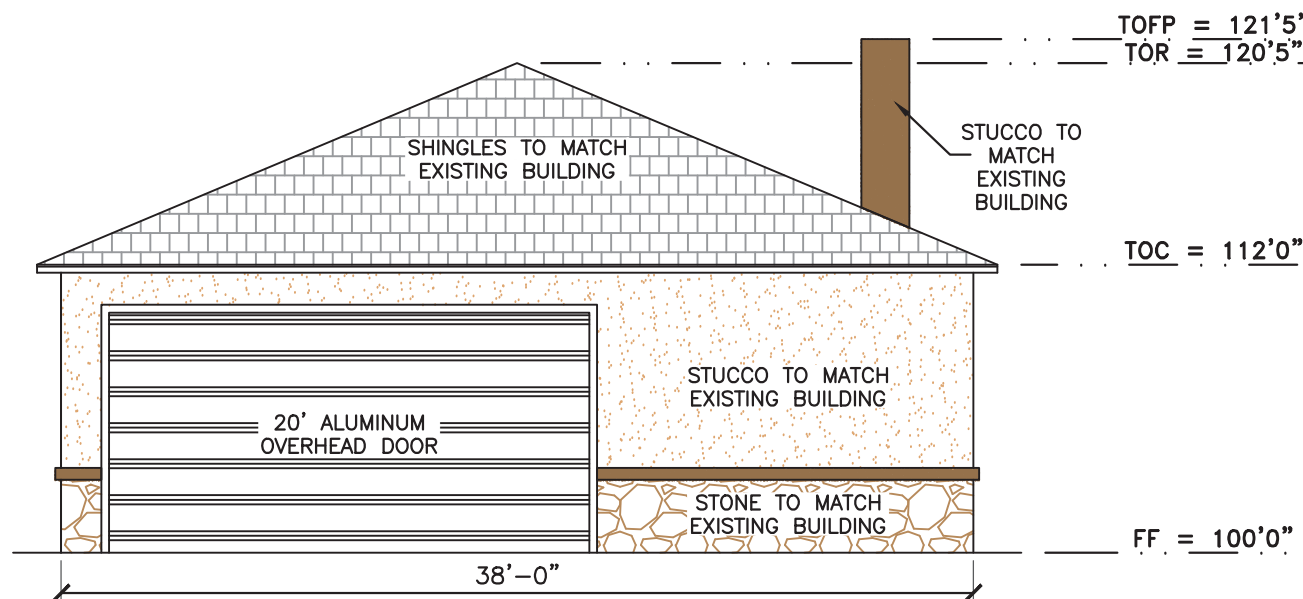 TOFP = 121'5'
TOR = 120'5"
SHINGLES TO MATCH
EXISTING BUILDING
STUCCO TO
MATCH
EXISTING
BUILDING
TOC = 112'0"
STUCCO TO MATCH
EXISTING BUILDING
20' ALUMINUM
OVERHEAD DOOR
STONE TO MATCH
EXISTING BUILDING
FF = 100'0"
38'-0"